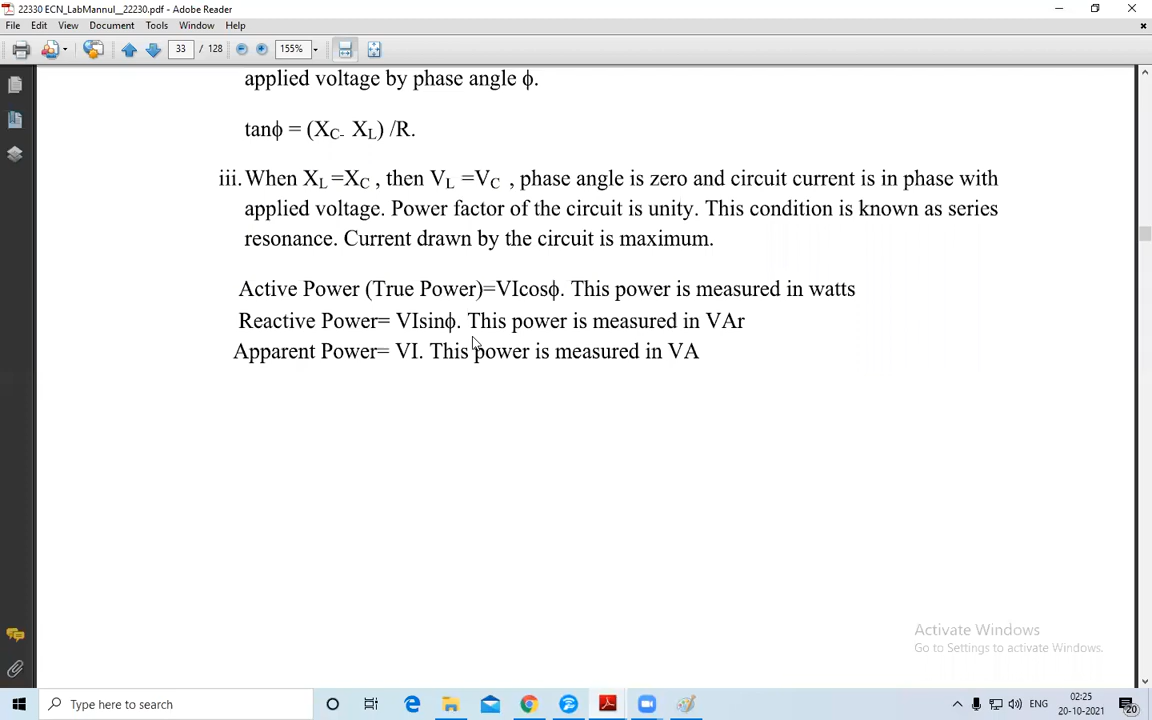 22330 ECN_LabMannul__22230.pdf - Adobe Reader
File Edit View Document Tools Window Help
33 / 128 155%
applied voltage by phase angle ϕ.
tanϕ = (XC- XL) /R.
iii. When XL =XC , then VL =VC , phase angle is zero and circuit current is in phase with
applied voltage. Power factor of the circuit is unity. This condition is known as series
resonance. Current drawn by the circuit is maximum.
Active Power (True Power)=VIcosϕ. This power is measured in watts
Reactive Power= VIsinϕ. This power is measured in VAr
Apparent Power= VI. This power is measured in VA
Activate Windows
Go to Settings to activate Windows.
Type here to search
ENG
02:25
20-10-2021
20